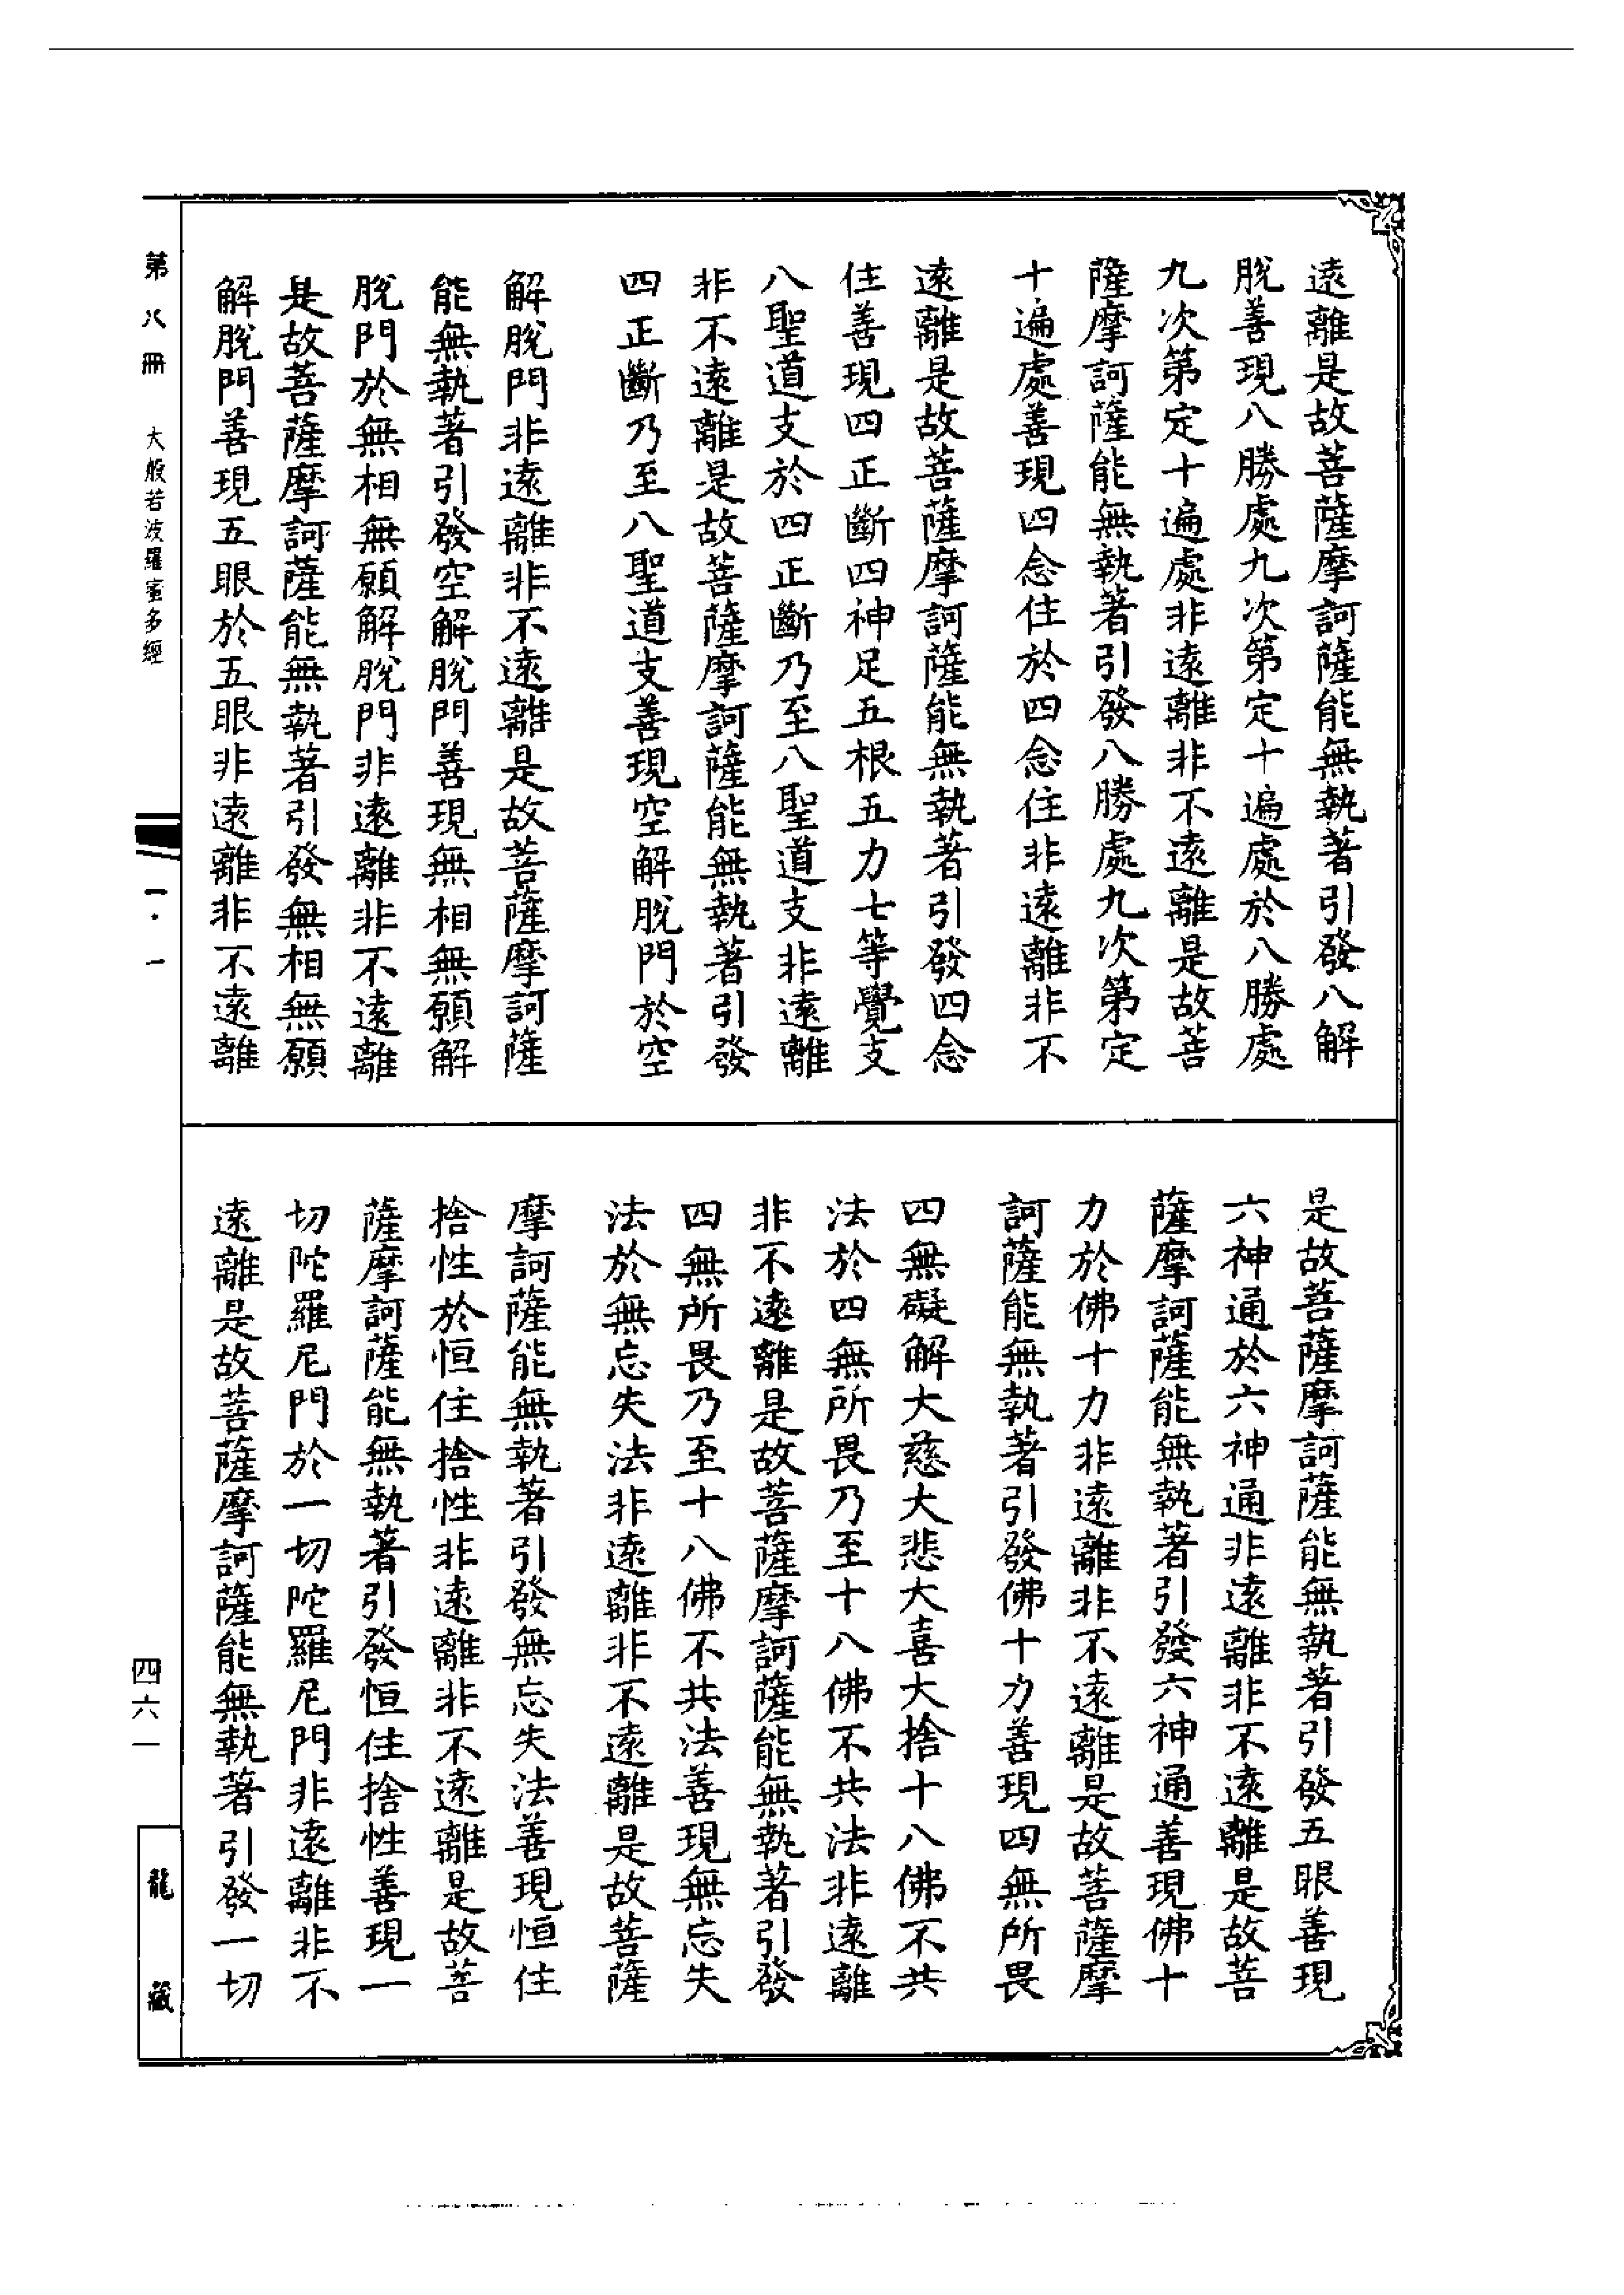 遠離是故菩薩摩訶薩能無執著引發八解
脫善現八勝處九次第定十遍處於八勝處
九次第定十遍處非遠離非不遠離是故菩
薩摩訶薩能無執著引發八勝處九次第定
十遍處善現四念住於四念住非遠離非不
遠離是故菩薩摩訶薩能無執著引發四念
住善現四正斷四神足五根五力七等覺支
八聖道支於四正斷乃至八聖道支非遠離
非不遠離是故菩薩摩訶薩能無執著引發
四正斷乃至八聖道支善現空解脫門於空
解脫門非遠離非不遠離是故菩薩摩訶薩
能無執著引發空解脫門善現無相無願解
脫門於無相無願解脫門非遠離非不遠離
是故菩薩摩訶薩能無執著引發無相無願
解脫門善現五眼於五眼非遠離非不遠離
是故菩薩摩訶薩能無執著引發五眼善現
六神通於六神通非遠離非不遠離是故菩
薩摩訶薩能無執著引發六神通善現佛十
力於佛十力非遠離非不遠離是故菩薩摩
訶薩能無執著引發佛十力善現四無所畏
四無礙解大慈大悲大喜大捨十八佛不共
法於四無所畏乃至十八佛不共法非遠離
非不遠離是故菩薩摩訶薩能無執著引發
四無所畏乃至十八佛不共法善現無忘失
法於無忘失法非遠離非不遠離是故菩薩
摩訶薩能無執著引發無忘失法善現恒住
捨性於恒住捨性非遠離非不遠離是故菩
薩摩訶薩能無執著引發恒住捨性善現一
切陀羅尼門於一切陀羅尼門非遠離非不
遠離是故菩薩摩訶薩能無執著引發一切
第八冊 大般若波羅蜜多經
一·一
四六一
龍藏